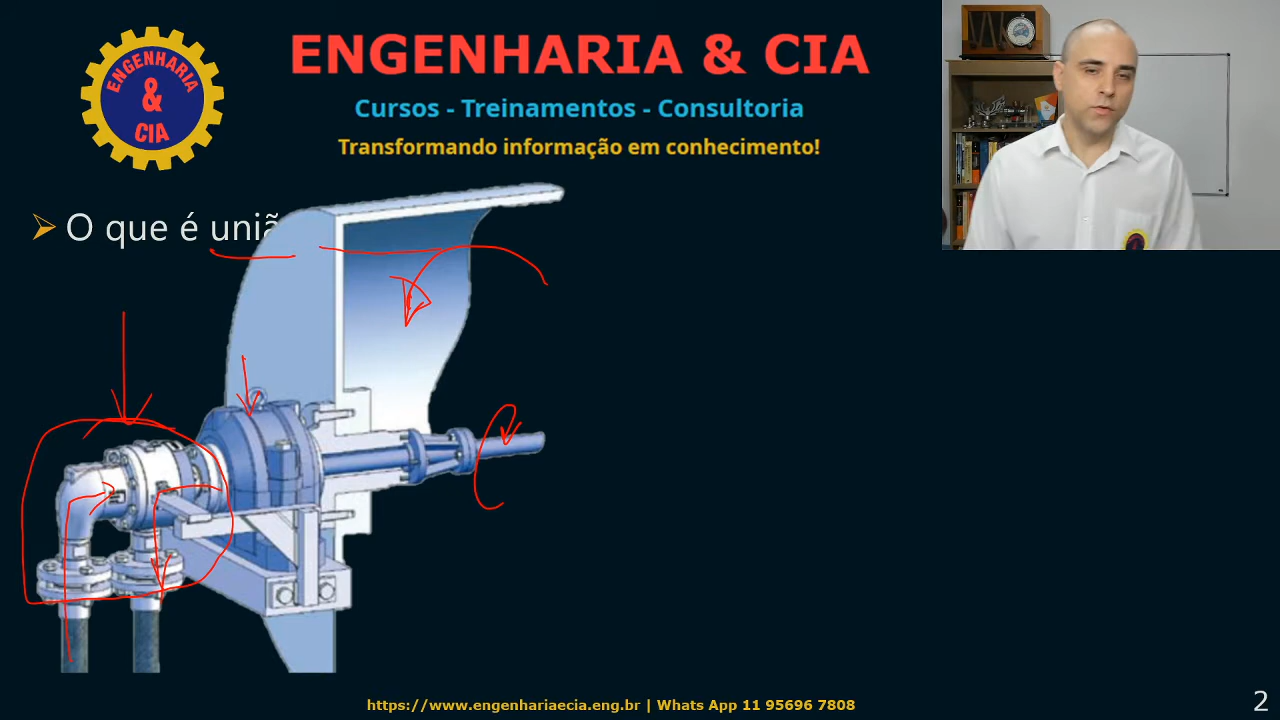 ENGENHARIA & CIA
ENGENHARIA
&
CIA
Cursos - Treinamentos - Consultoria
Transformando informação em conhecimento!
O que é
https://www.engenhariaecia.eng.br | Whats App 11 95696 7808
2